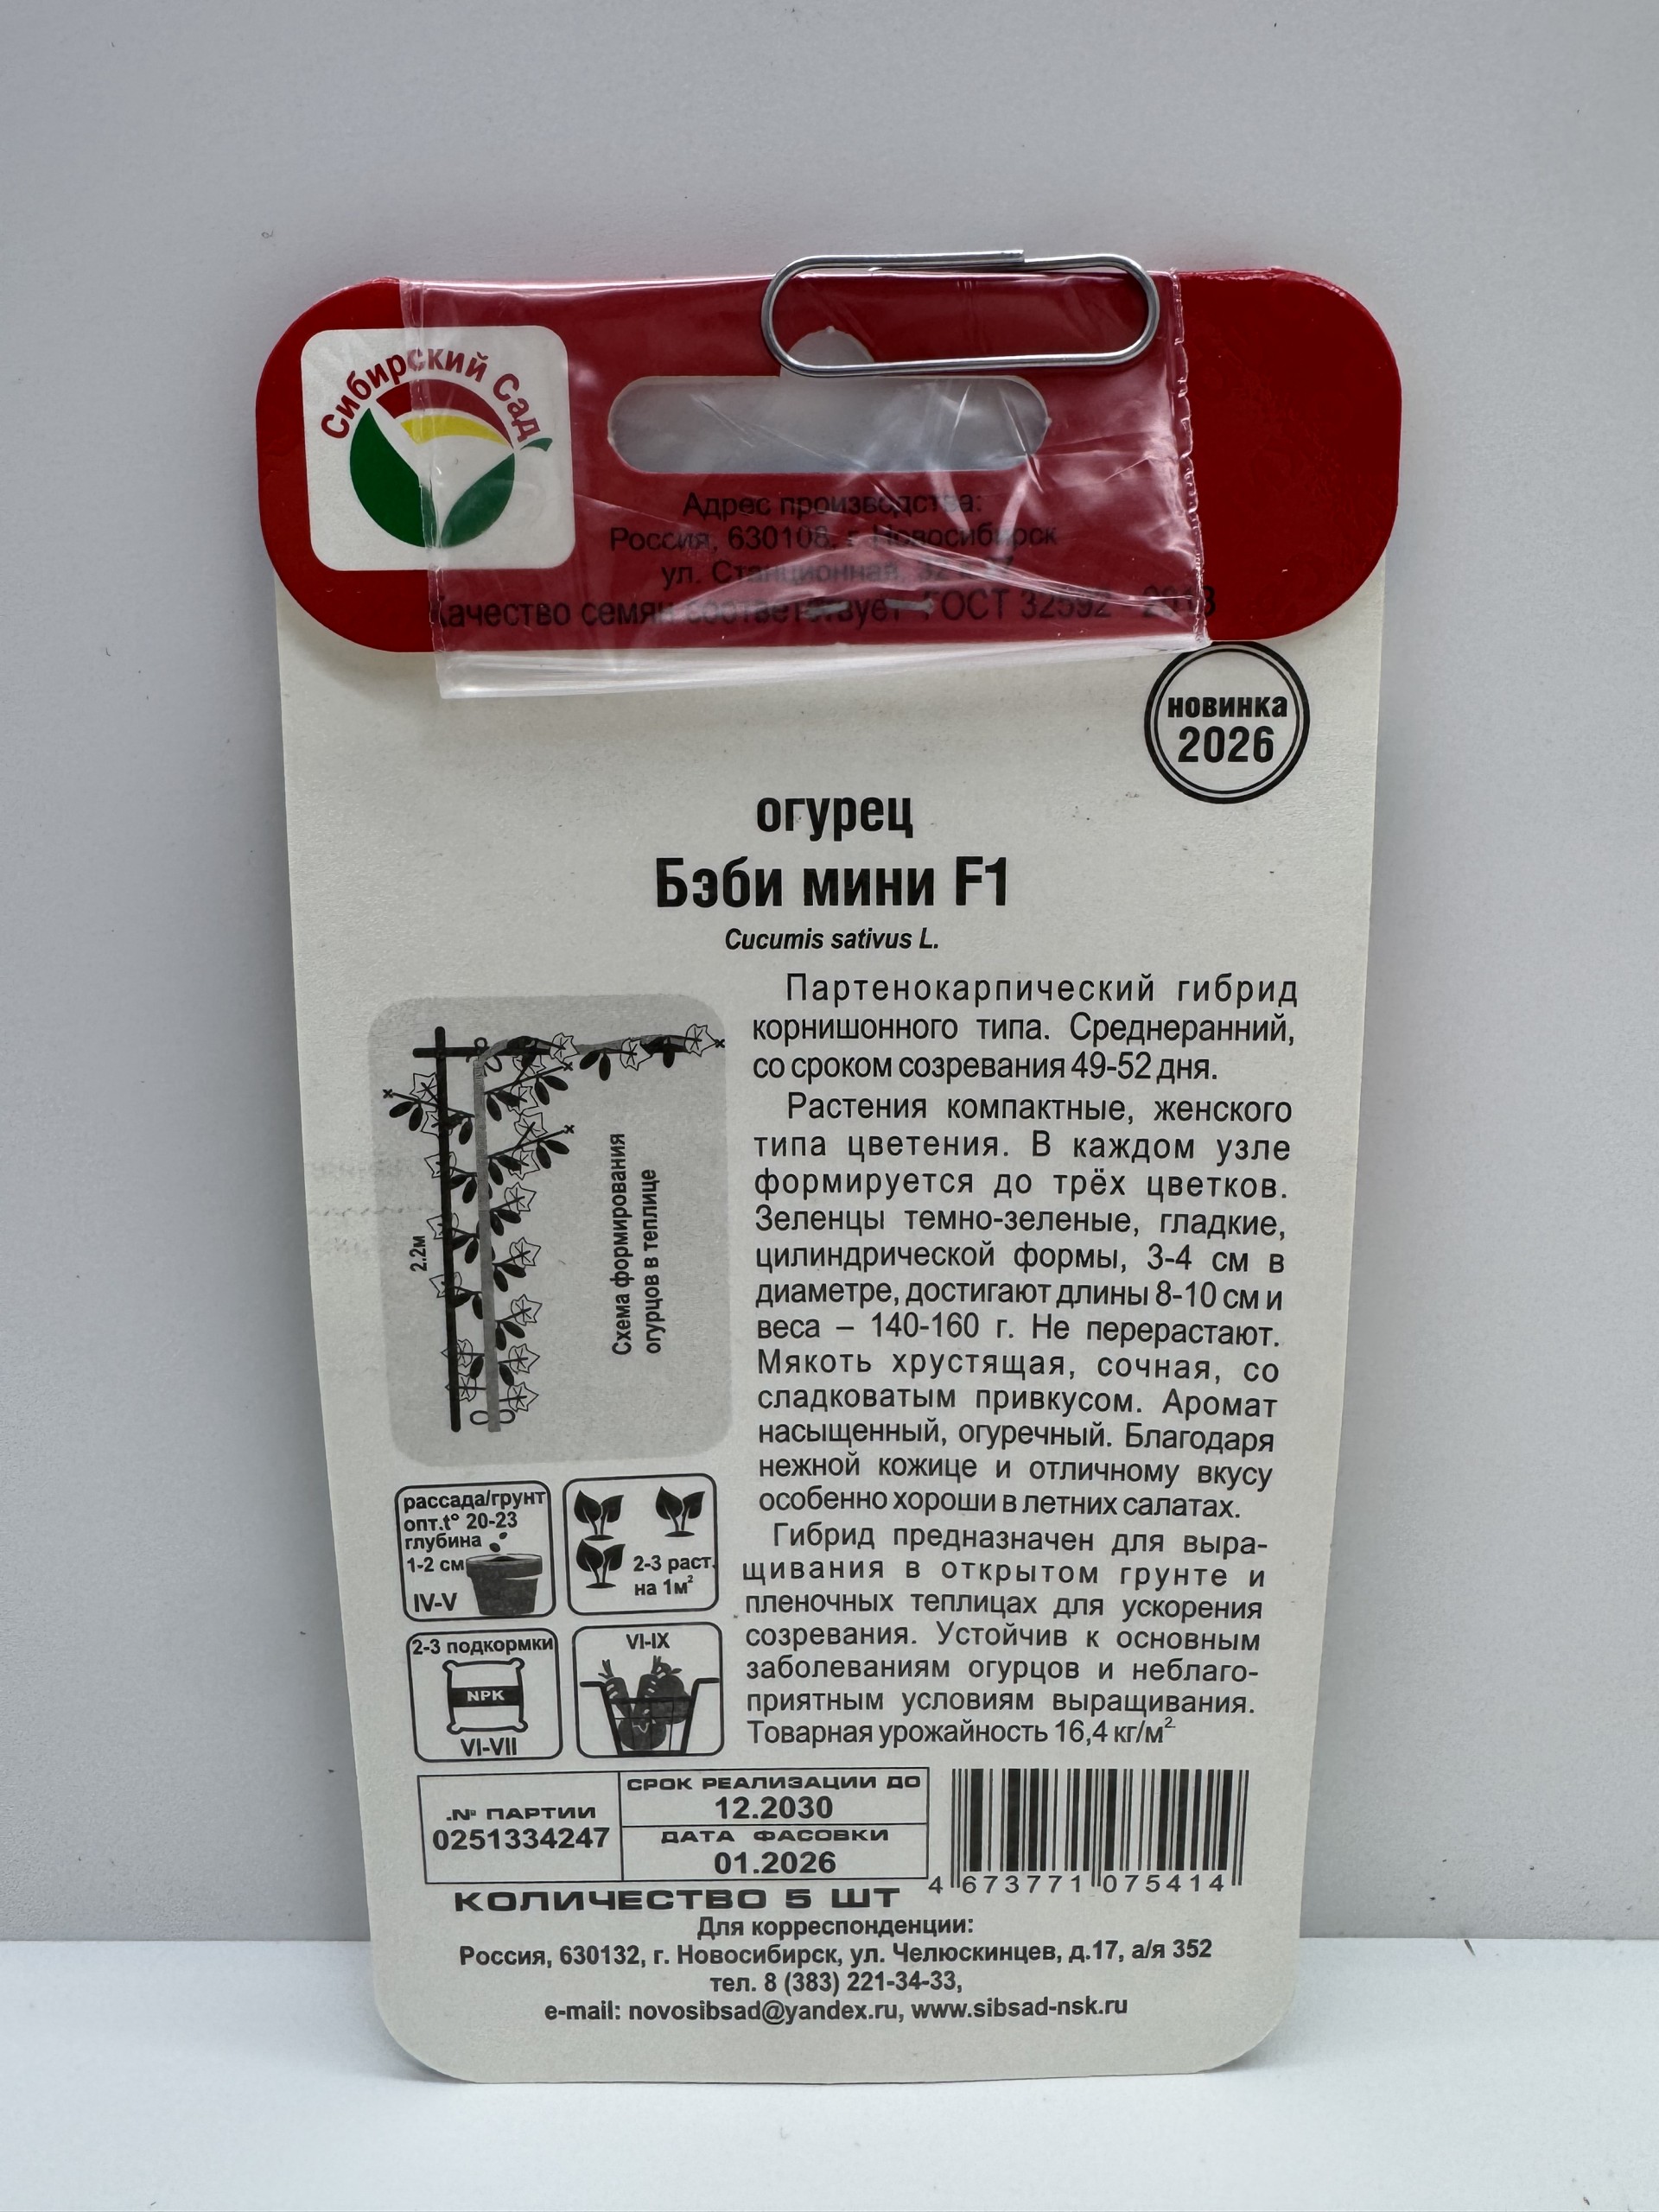 Сибирский Сад
Адрес производства:
Россия, 630108, г. Новосибирск
ул. Станционная, 32
Качество семян соответствует ГОСТ 32592 - 2013
новинка
2026
огурец
Бэби мини F1
Cucumis sativus L.
Партенокарпический гибрид
корнишонного типа. Среднеранний,
со сроком созревания 49-52 дня.
Растения компактные, женского
типа цветения. В каждом узле
формируется до трёх цветков.
Зеленцы темно-зеленые, гладкие,
цилиндрической формы, 3-4 см в
диаметре, достигают длины 8-10 см и
веса – 140-160 г. Не перерастают.
Мякоть хрустящая, сочная, со
сладковатым привкусом. Аромат
насыщенный, огуречный. Благодаря
нежной кожице и отличному вкусу
особенно хороши в летних салатах.
Гибрид предназначен для выра-
щивания в открытом грунте и
пленочных теплицах для ускорения
созревания. Устойчив к основным
заболеваниям огурцов и неблаго-
приятным условиям выращивания.
Товарная урожайность 16,4 кг/м²
2.2м
Схема формирования
огурцов в теплице
рассада/грунт
опт.t° 20-23
глубина
1-2 см
IV-V
2-3 раст.
на 1м²
2-3 подкормки
NPK
VI-VII
VI-IX
№ ПАРТИИ
0251334247
СРОК РЕАЛИЗАЦИИ ДО
12.2030
ДАТА ФАСОВКИ
01.2026
4 673771 075414
КОЛИЧЕСТВО 5 ШТ
Для корреспонденции:
Россия, 630132, г. Новосибирск, ул. Челюскинцев, д.17, а/я 352
тел. 8 (383) 221-34-33,
e-mail: novosibsad@yandex.ru, www.sibsad-nsk.ru